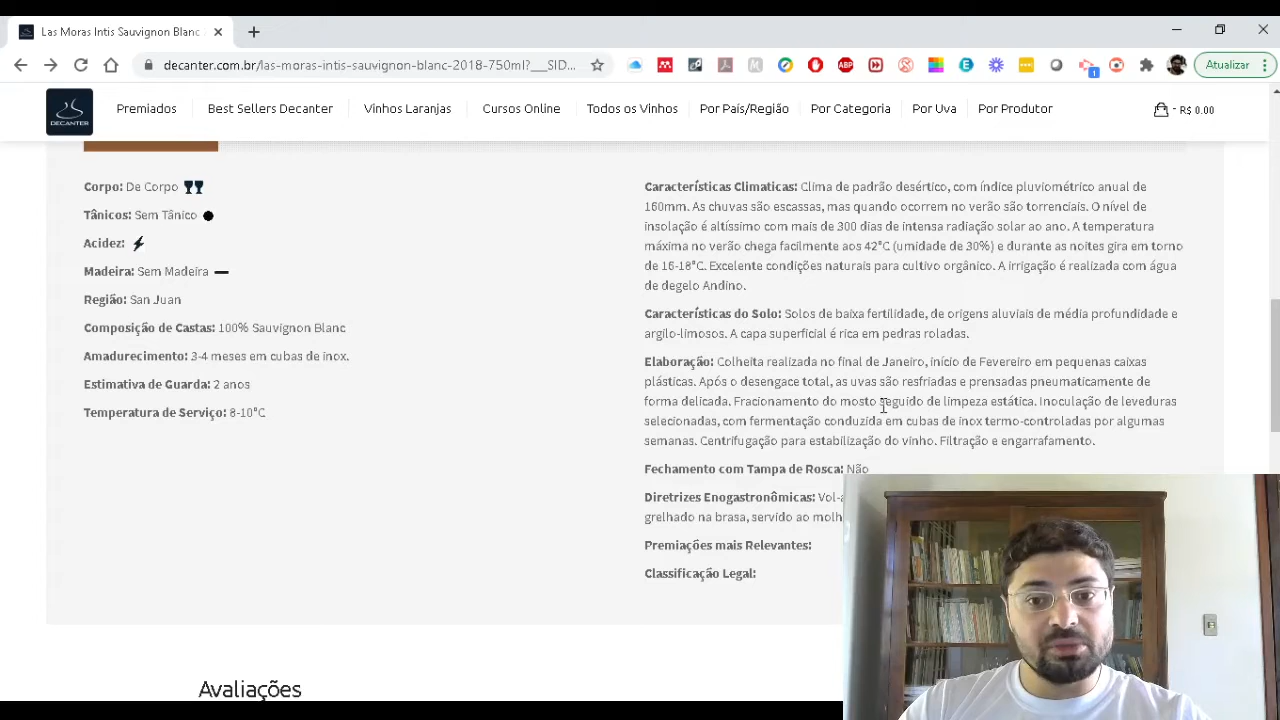 Las Moras Intis Sauvignon Blanc
decanter.com.br/las-moras-intis-sauvignon-blanc-2018-750ml?___SID...
ABP
1
Atualizar
DECANTER
Premiados
Best Sellers Decanter
Vinhos Laranjas
Cursos Online
Todos os Vinhos
Por País/Região
Por Categoria
Por Uva
Por Produtor
- R$ 0.00
Corpo: De Corpo
Tânicos: Sem Tânico
Acidez:
Madeira: Sem Madeira
Região: San Juan
Composição de Castas: 100% Sauvignon Blanc
Amadurecimento: 3-4 meses em cubas de inox.
Estimativa de Guarda: 2 anos
Temperatura de Serviço: 8-10°C
Características Climaticas: Clima de padrão desértico, com índice pluviométrico anual de
160mm. As chuvas são escassas, mas quando ocorrem no verão são torrenciais. O nível de
insolação é altíssimo com mais de 300 dias de intensa radiação solar ao ano. A temperatura
máxima no verão chega facilmente aos 42°C (umidade de 30%) e durante as noites gira em torno
de 16-18°C. Excelente condições naturais para cultivo orgânico. A irrigação é realizada com água
de degelo Andino.
Características do Solo: Solos de baixa fertilidade, de origens aluviais de média profundidade e
argilo-limosos. A capa superficial é rica em pedras roladas.
Elaboração: Colheita realizada no final de Janeiro, início de Fevereiro em pequenas caixas
plásticas. Após o desengace total, as uvas são resfriadas e prensadas pneumaticamente de
forma delicada. Fracionamento do mosto seguido de limpeza estática. Inoculação de leveduras
selecionadas, com fermentação conduzida em cubas de inox termo-controladas por algumas
semanas. Centrifugação para estabilização do vinho. Filtração e engarrafamento.
Fechamento com Tampa de Rosca: Não
Diretrizes Enogastronômicas: Vol-
grelhado na brasa, servido ao molh
Premiações mais Relevantes:
Classificação Legal:
Avaliações